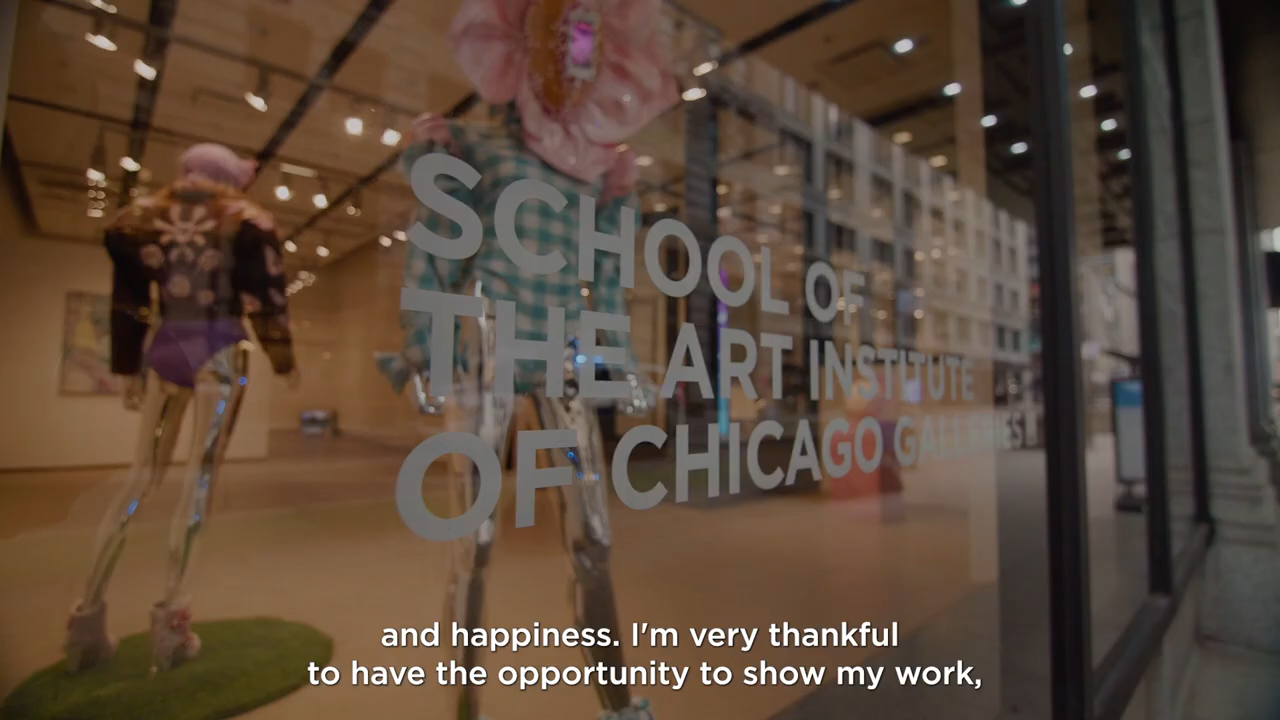 SCHOOL OF
THE ART INSTITUTE
OF CHICAGO GALLERIES
and happiness. I'm very thankful
to have the opportunity to show my work,